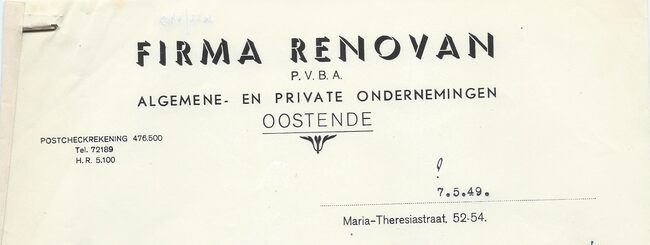 FIRMA RENOVAN
P.V.B.A.
ALGEMENE- EN PRIVATE ONDERNEMINGEN
OOSTENDE
POSTCHECKREKENING 476.500
Tel. 72189
H. R. 5.100
7.5.49.
Maria-Theresiastraat, 52-54.